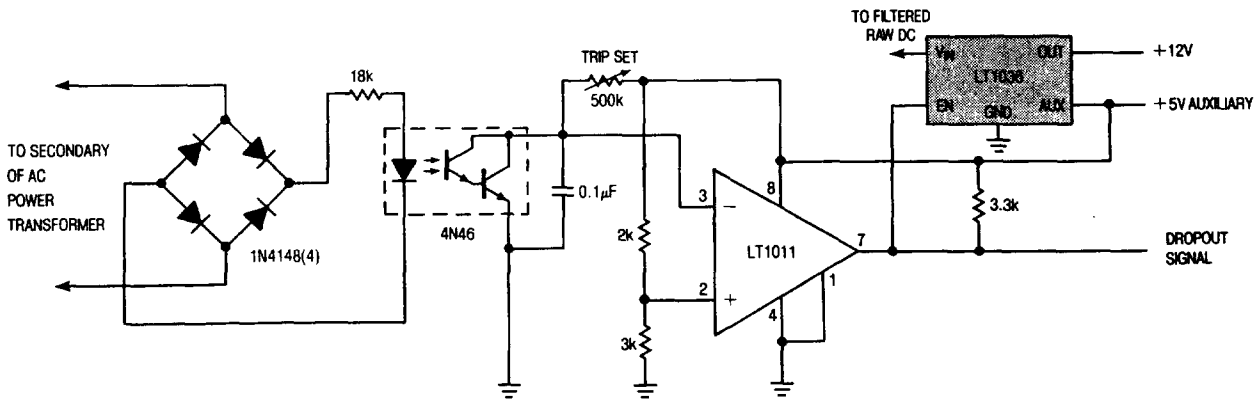 TO FILTERED
RAW DC
VIN
OUT
LT1036
EN
GND
AUX
+12V
+5V AUXILIARY
TRIP SET
500k
18k
TO SECONDARY
OF AC
POWER
TRANSFORMER
1N4148(4)
4N46
0.1µF
2k
3k
3
8
LT1011
7
2
1
4
3.3k
DROPOUT
SIGNAL